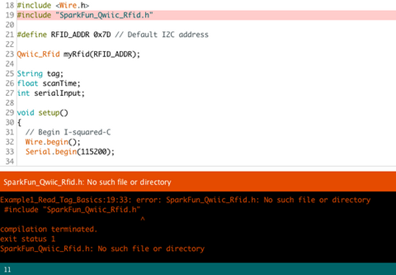 18 #include <Wire.h>
19 #include "SparkFun_Qwiic_Rfid.h"
20
21 #define RFID_ADDR 0x7D // Default I2C address
22
23 Qwiic_Rfid myRfid(RFID_ADDR);
24
25 String tag;
26 float scanTime;
27 int serialInput;
28
29 void setup()
30 {
31 // Begin I-squared-C
32 Wire.begin();
33 Serial.begin(115200);
34
SparkFun_Qwiic_Rfid.h: No such file or directory
Example1_Read_Tag_Basics:19:33: error: SparkFun_Qwiic_Rfid.h: No such file or directory
#include "SparkFun_Qwiic_Rfid.h"
^
compilation terminated.
exit status 1
SparkFun_Qwiic_Rfid.h: No such file or directory
11